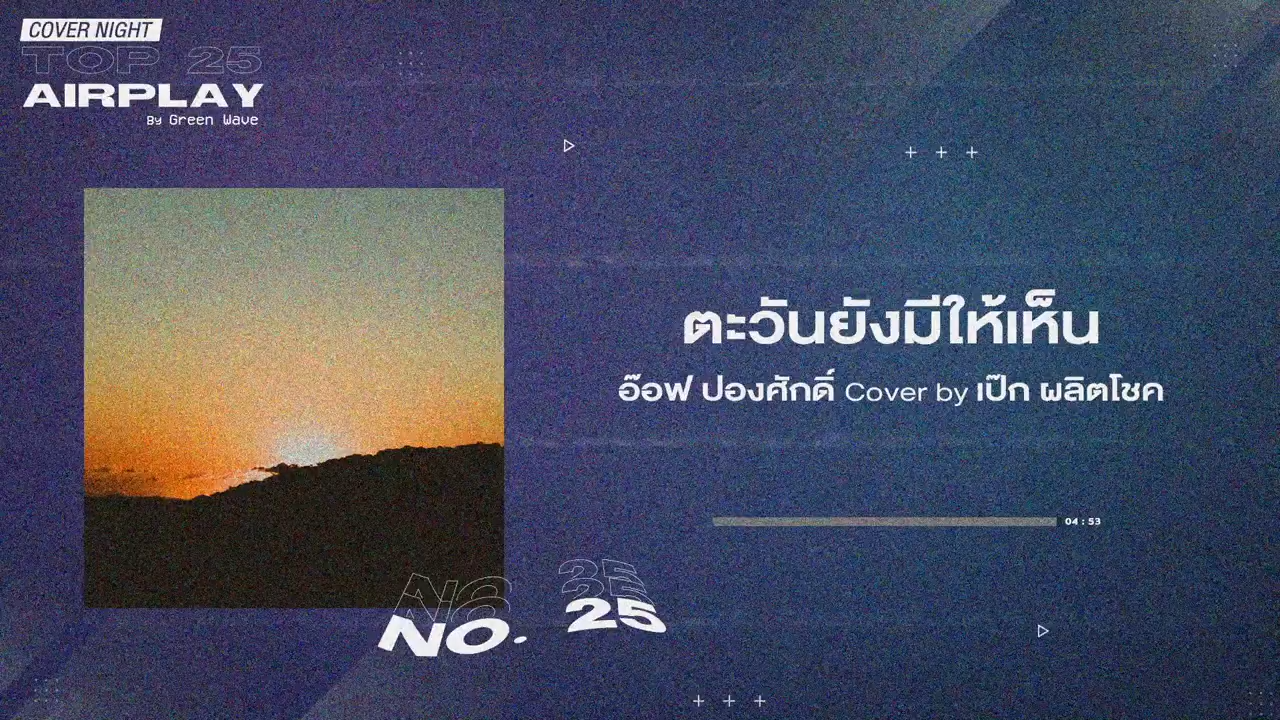 COVER NIGHT
TOP 25
AIRPLAY
By Green Wave
ตะวันยังมีให้เห็น
อ๊อฟ ปองศักดิ์ Cover by เป๊ก ผลิตโชค
04 : 53
NO. 25